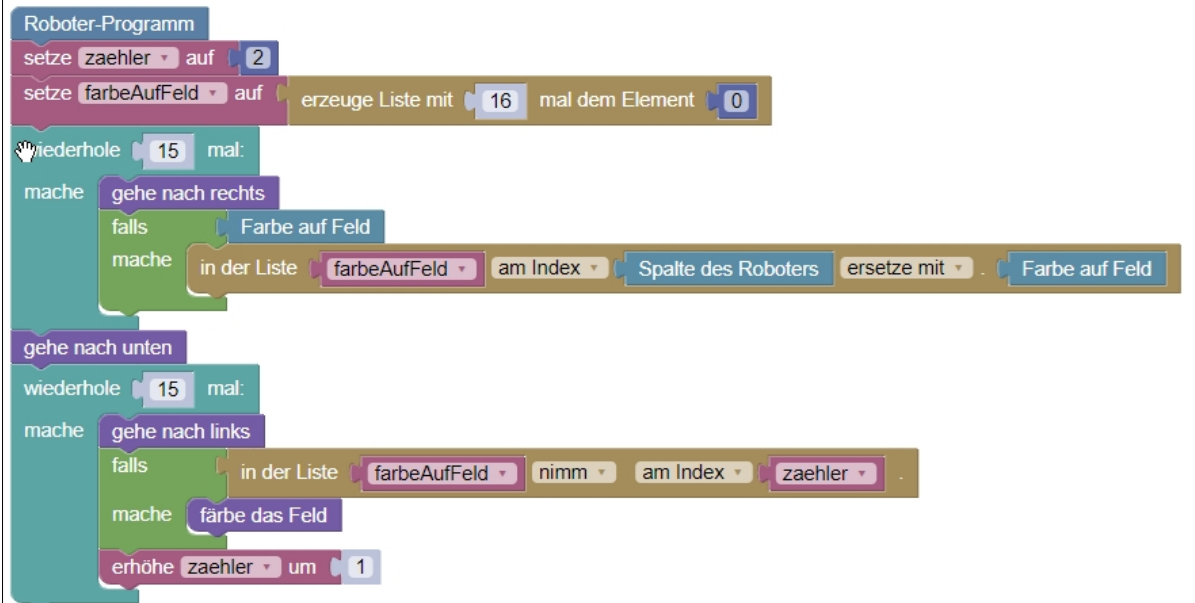 Roboter-Programm
setze zaehler auf 2
setze farbeAufFeld auf erzeuge Liste mit 16 mal dem Element 0
wiederhole 15 mal:
mache gehe nach rechts
falls Farbe auf Feld
mache in der Liste farbeAufFeld am Index Spalte des Roboters ersetze mit . Farbe auf Feld
gehe nach unten
wiederhole 15 mal:
mache gehe nach links
falls in der Liste farbeAufFeld nimm am Index zaehler .
mache färbe das Feld
erhöhe zaehler um 1